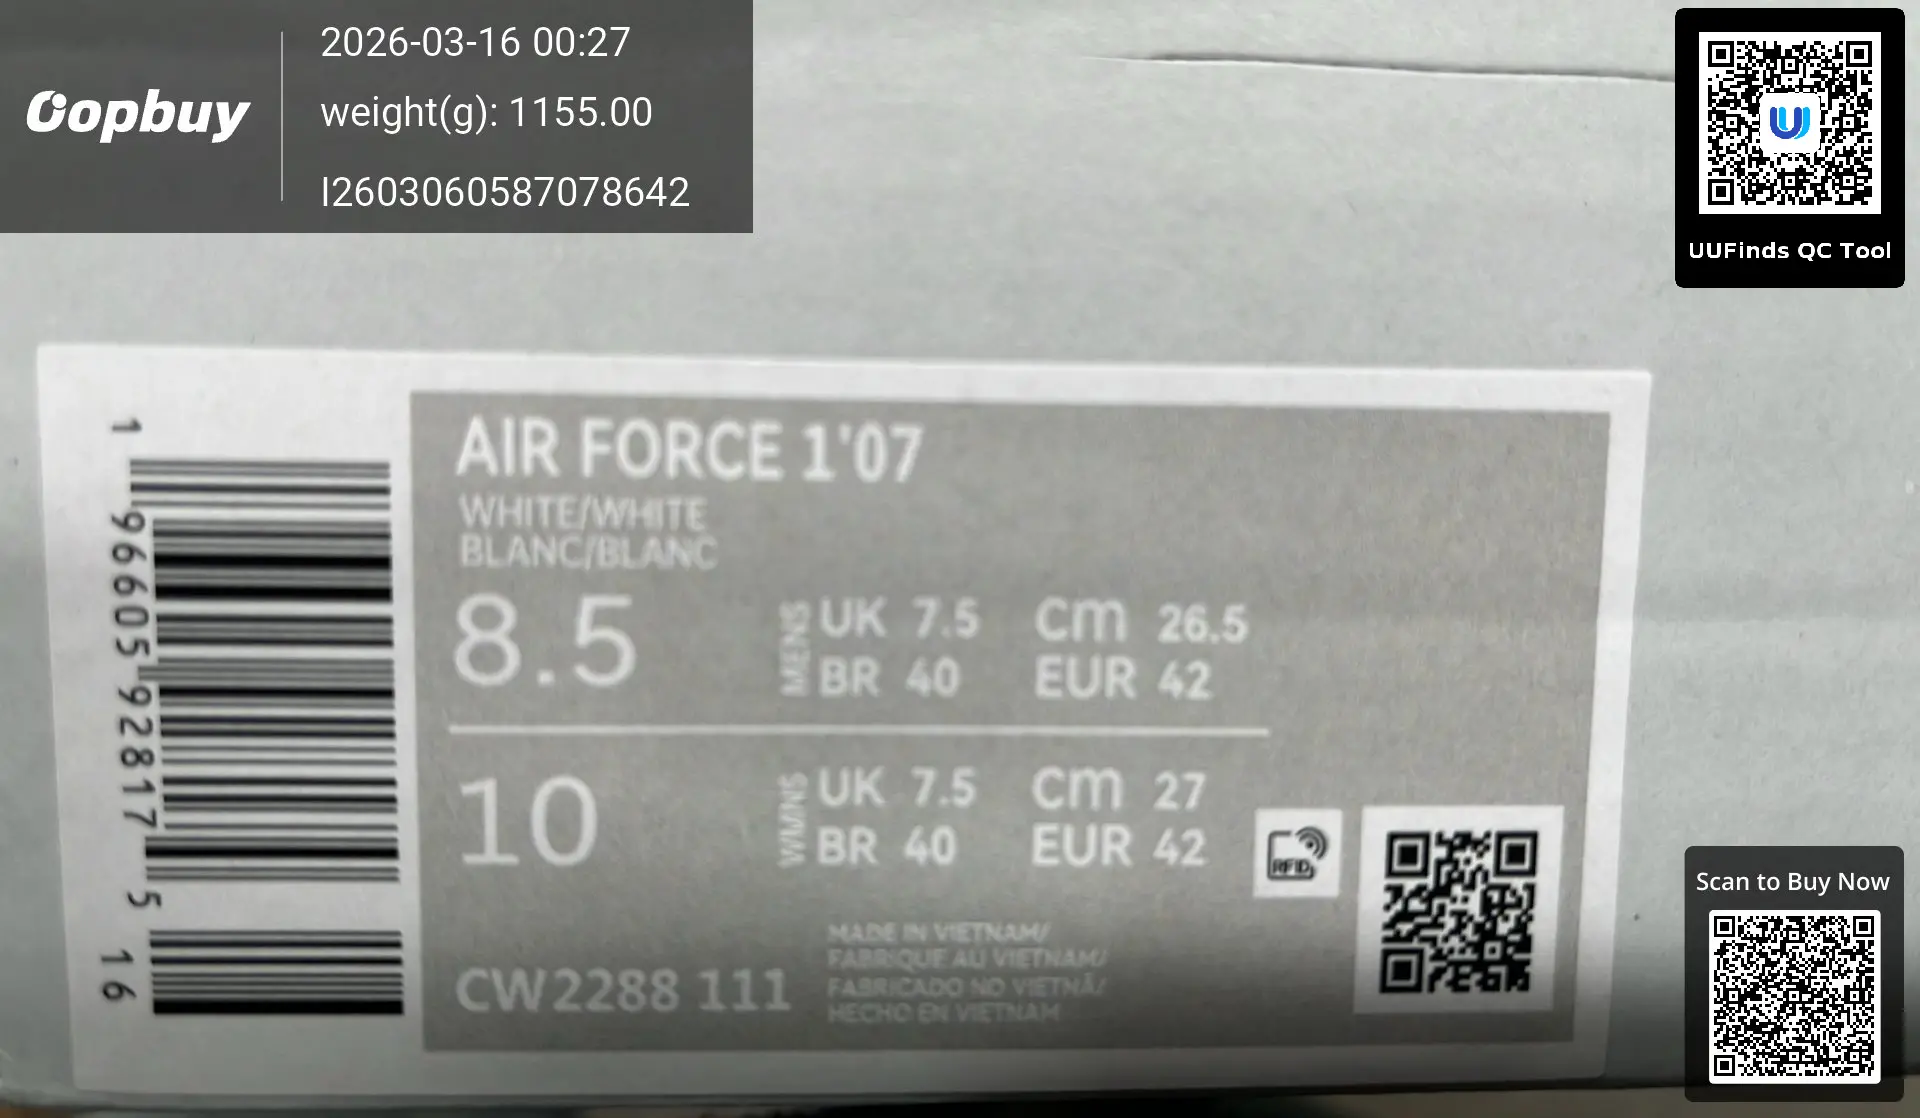 Oopbuy
2026-03-16 00:27
weight(g): 1155.00
I2603060587078642
UUFinds QC Tool
AIR FORCE 1'07
WHITE/WHITE
BLANC/BLANC
8.5
MENS
UK 7.5 Cm 26.5
BR 40 EUR 42
10
WMNS
UK 7.5 Cm 27
BR 40 EUR 42
RFID
CW2288 111
MADE IN VIETNAM/
FABRIQUE AU VIETNAM/
FABRICADO NO VIETNÃ/
HECHO EN VIETNAM
1 96605 92817 5
16
Scan to Buy Now